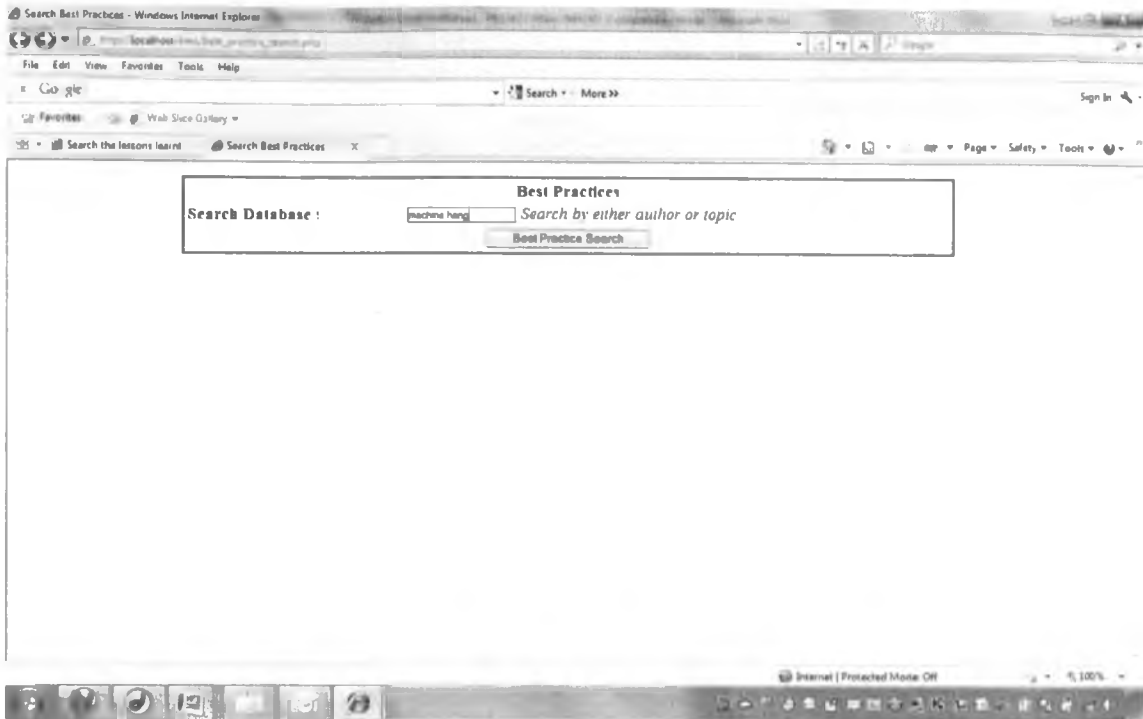 Search Best Practices - Windows Internet Explorer
localhost
File Edit View Favorites Tools Help
x Google Search More >> Sign In
Favorites Web Slice Gallery
Search the lessons learnt Search Best Practices X Page Safety Tools
Best Practices
Search Database : machine hang Search by either author or topic
Best Practice Search
Internet | Protected Mode: Off 100%